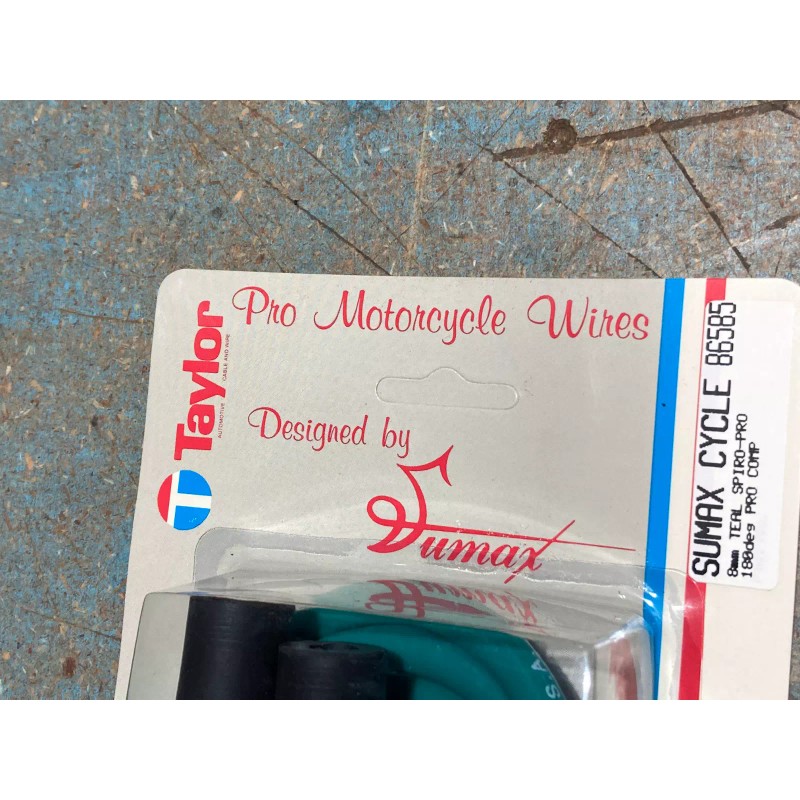 Pro Motorcycle Wires
Designed by
Sumax
Taylor
AUTOMOTIVE CABLE AND WIRE
T
SUMAX CYCLE 86585
8mm TEAL SPIRO-PRO
180deg PRO COMP
S A